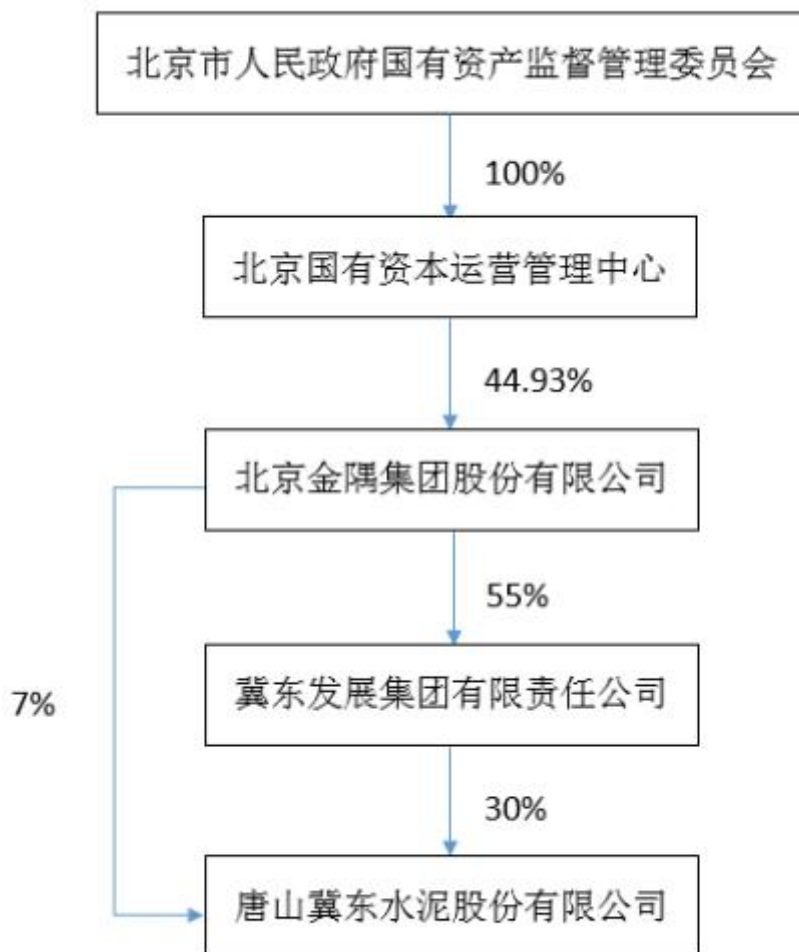 北京市人民政府国有资产监督管理委员会
100%
北京国有资本运营管理中心
44.93%
北京金隅集团股份有限公司
55%
冀东发展集团有限责任公司
7%
30%
唐山冀东水泥股份有限公司